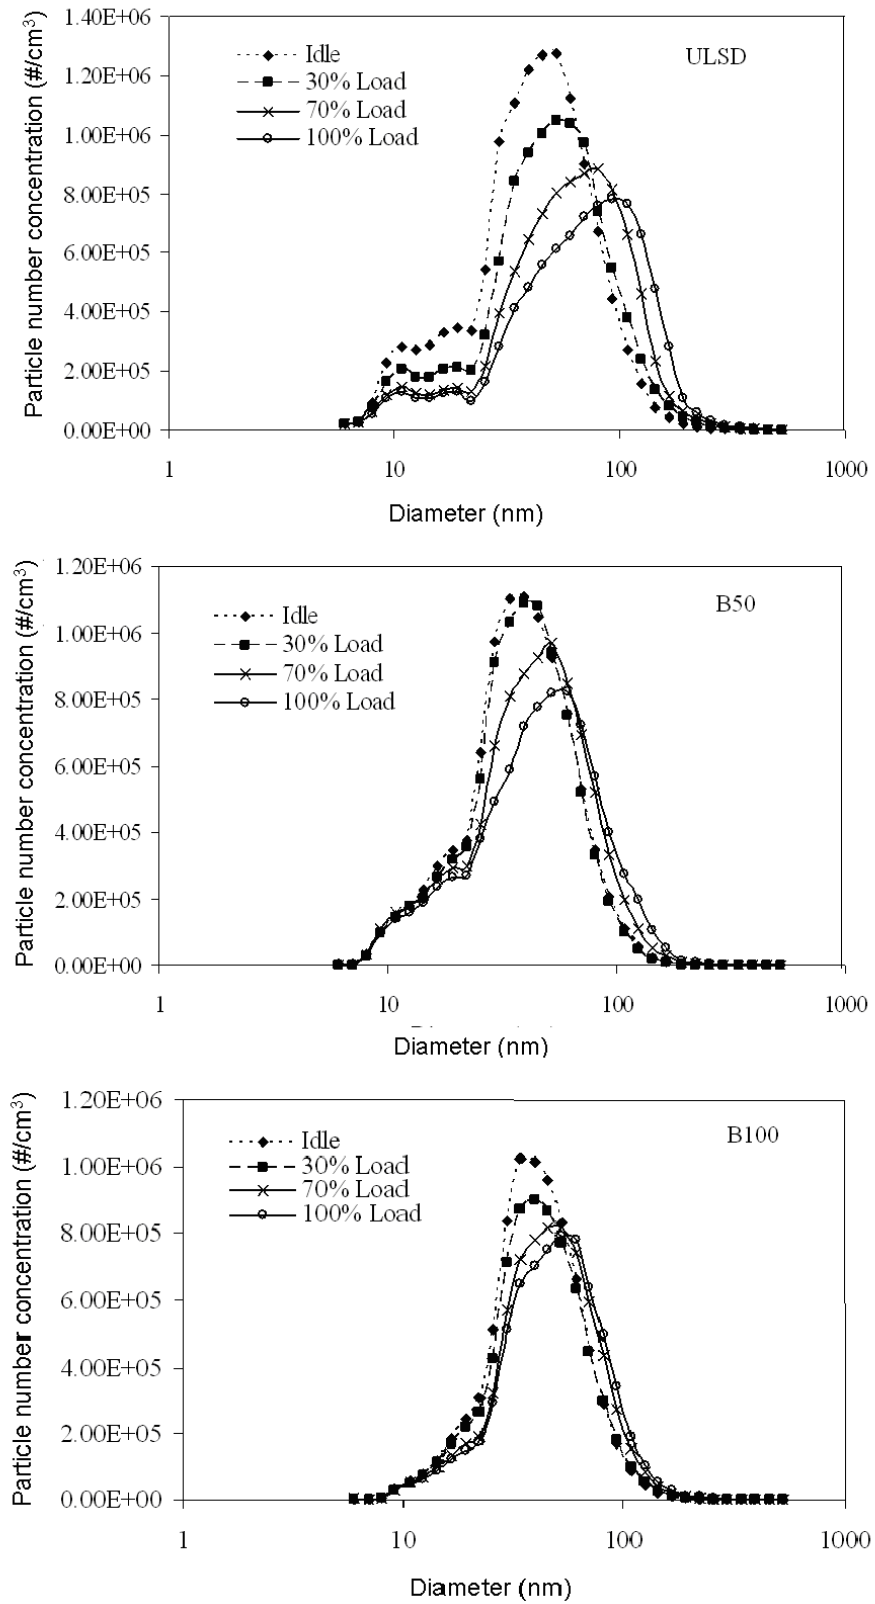 Particle number concentration (#/cm³)
1.40E+06
1.20E+06
1.00E+06
8.00E+05
6.00E+05
4.00E+05
2.00E+05
0.00E+00
Idle
30% Load
70% Load
100% Load
ULSD
1 10 100 1000
Diameter (nm)
Particle number concentration (#/cm³)
1.20E+06
1.00E+06
8.00E+05
6.00E+05
4.00E+05
2.00E+05
0.00E+00
Idle
30% Load
70% Load
100% Load
B50
1 10 100 1000
Diameter (nm)
Particle number concentration (#/cm³)
1.20E+06
1.00E+06
8.00E+05
6.00E+05
4.00E+05
2.00E+05
0.00E+00
Idle
30% Load
70% Load
100% Load
B100
1 10 100 1000
Diameter (nm)